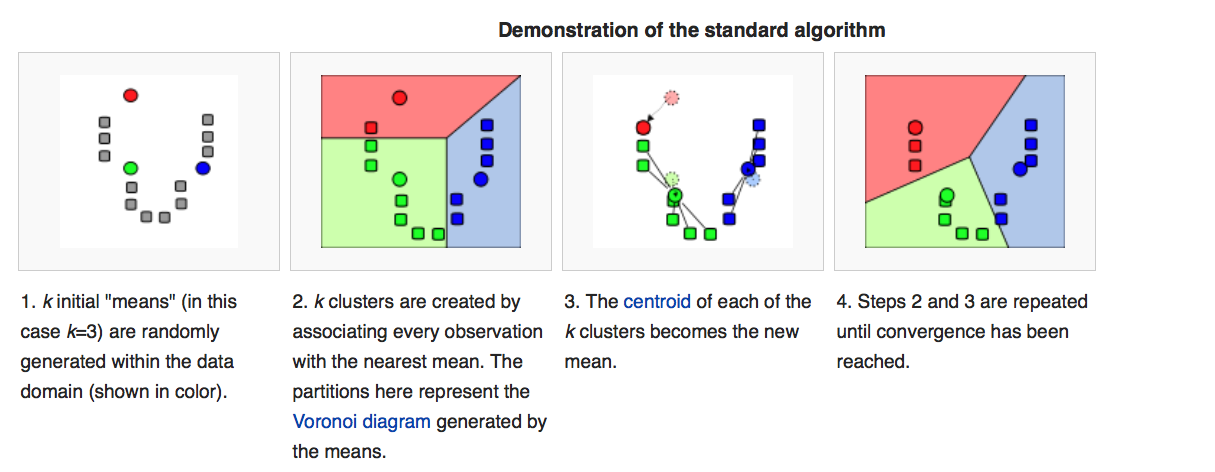 Demonstration of the standard algorithm
1. k initial "means" (in this
case k=3) are randomly
generated within the data
domain (shown in color).
2. k clusters are created by
associating every observation
with the nearest mean. The
partitions here represent the
Voronoi diagram generated by
the means.
3. The centroid of each of the
k clusters becomes the new
mean.
4. Steps 2 and 3 are repeated
until convergence has been
reached.